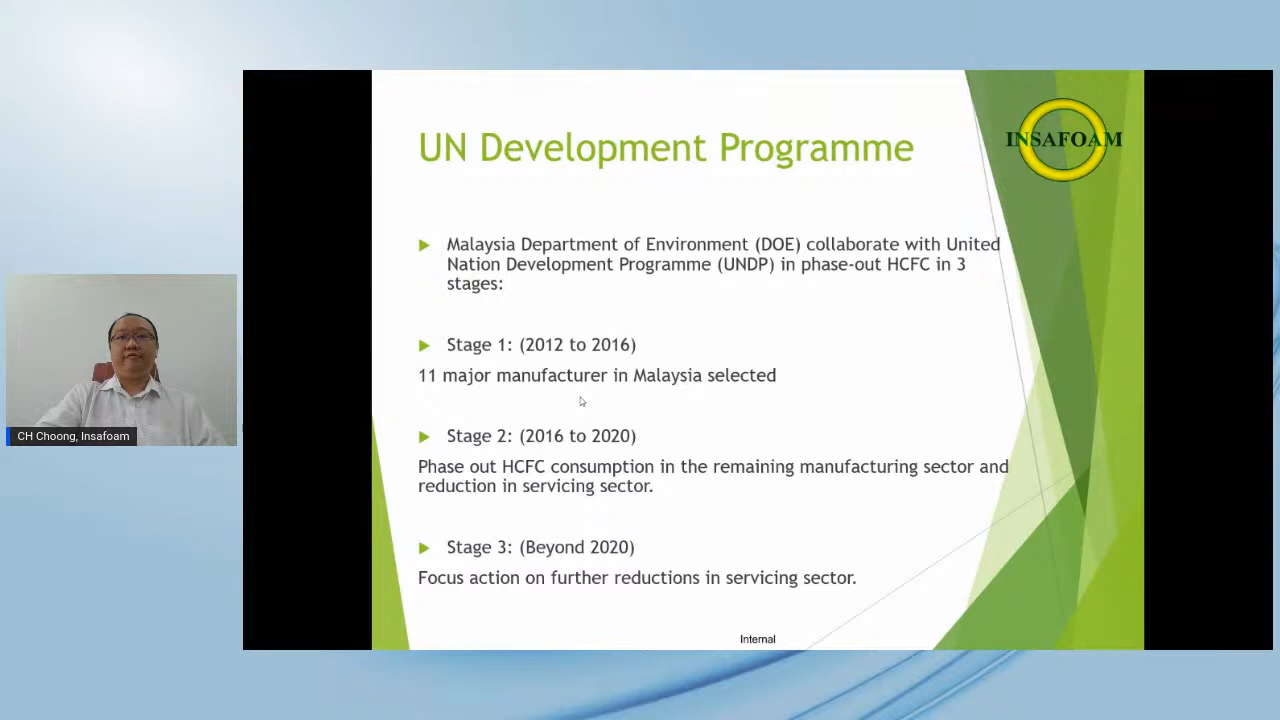 UN Development Programme
INSAFOAM
Malaysia Department of Environment (DOE) collaborate with United
Nation Development Programme (UNDP) in phase-out HCFC in 3
stages:
Stage 1: (2012 to 2016)
11 major manufacturer in Malaysia selected
Stage 2: (2016 to 2020)
Phase out HCFC consumption in the remaining manufacturing sector and
reduction in servicing sector.
Stage 3: (Beyond 2020)
Focus action on further reductions in servicing sector.
Internal
CH Choong, Insafoam